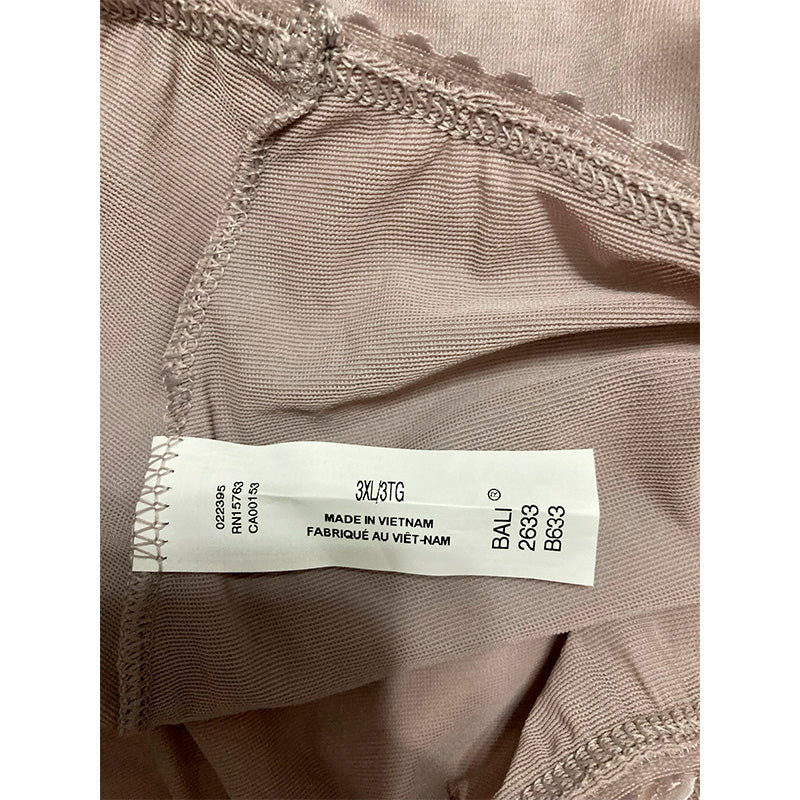 022395
RN15763
CA00153
3XL/3TG
MADE IN VIETNAM
FABRIQUÉ AU VIÊT-NAM
BALI ®
2633
B633